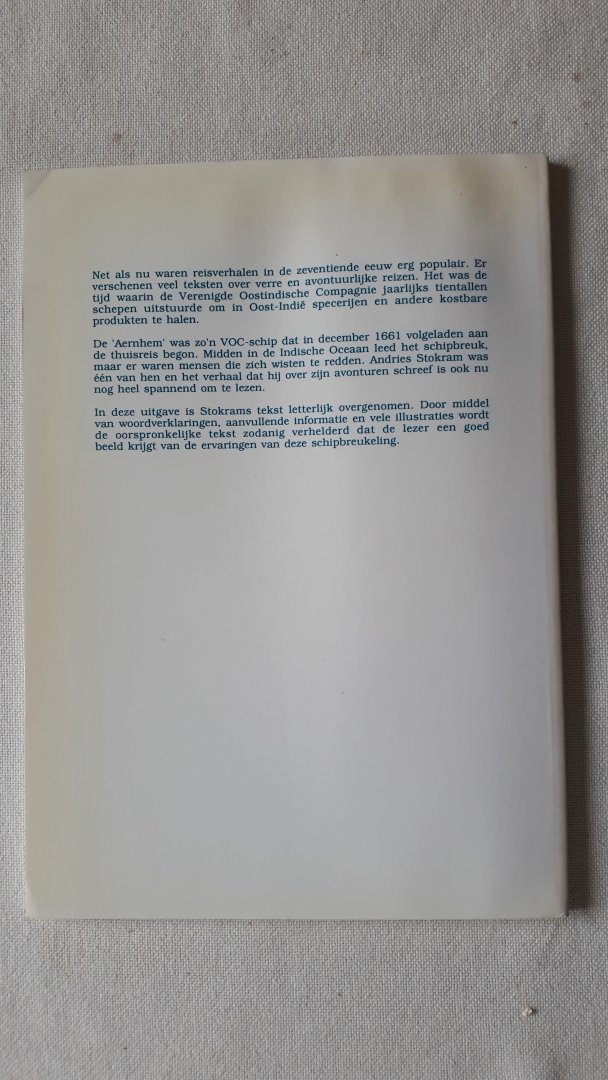 Net als nu waren reisverhalen in de zeventiende eeuw erg populair. Er
verschenen veel teksten over verre en avontuurlijke reizen. Het was de
tijd waarin de Verenigde Oostindische Compagnie jaarlijks tientallen
schepen uitstuurde om in Oost-Indië specerijen en andere kostbare
produkten te halen.
De 'Aernhem' was zo'n VOC-schip dat in december 1661 volgeladen aan
de thuisreis begon. Midden in de Indische Oceaan leed het schipbreuk,
maar er waren mensen die zich wisten te redden. Andries Stokram was
één van hen en het verhaal dat hij over zijn avonturen schreef is ook nu
nog heel spannend om te lezen.
In deze uitgave is Stokrams tekst letterlijk overgenomen. Door middel
van woordverklaringen, aanvullende informatie en vele illustraties wordt
de oorspronkelijke tekst zodanig verhelderd dat de lezer een goed
beeld krijgt van de ervaringen van deze schipbreukeling.